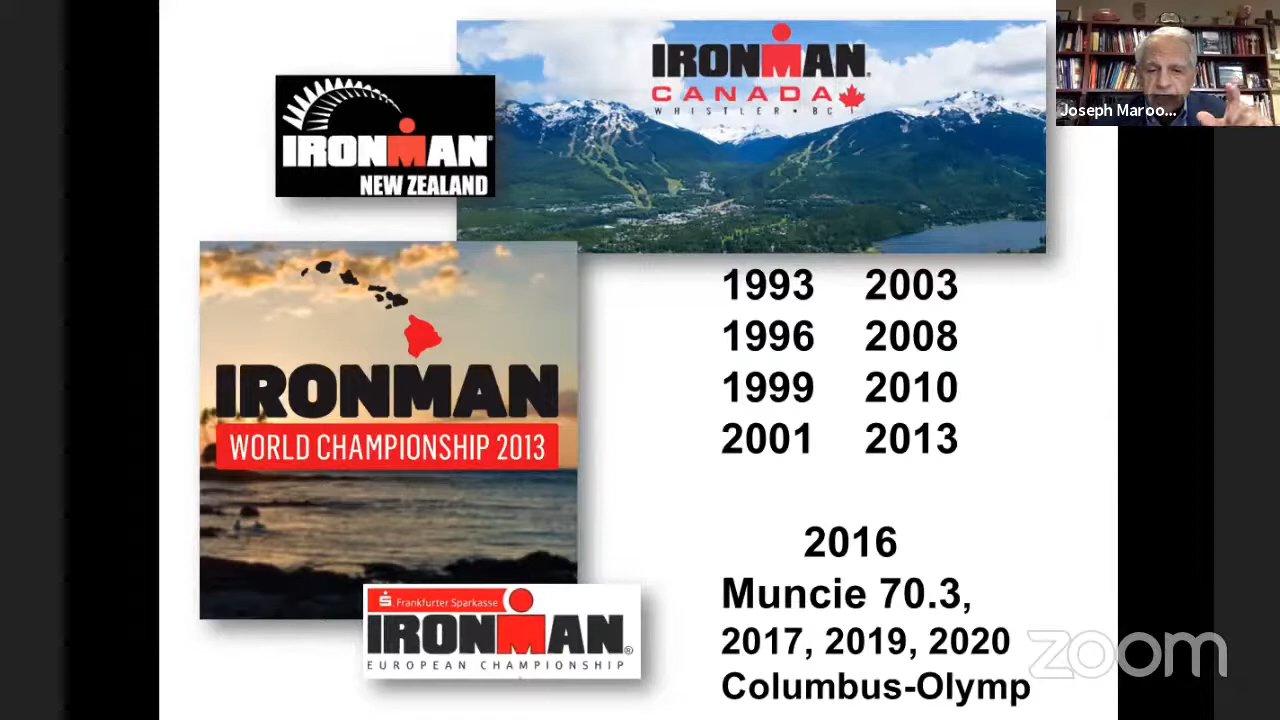 IRONMAN®
CANADA
WHISTLER • BC
Joseph Maroo...
IRONMAN®
NEW ZEALAND
IRONMAN
WORLD CHAMPIONSHIP 2013
1993 2003
1996 2008
1999 2010
2001 2013
2016
Muncie 70.3,
2017, 2019, 2020
Columbus-Olymp
S Frankfurter Sparkasse
IRONMAN®
EUROPEAN CHAMPIONSHIP
zoom